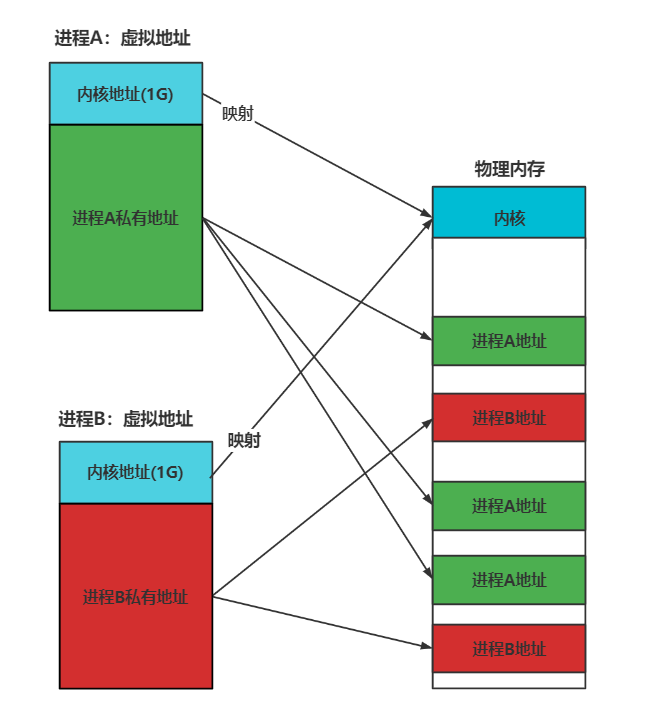 进程A：虚拟地址
内核地址(1G)
映射
进程A私有地址
物理内存
内核
进程A地址
进程B地址
进程A地址
进程A地址
进程B地址
进程B：虚拟地址
映射
内核地址(1G)
进程B私有地址